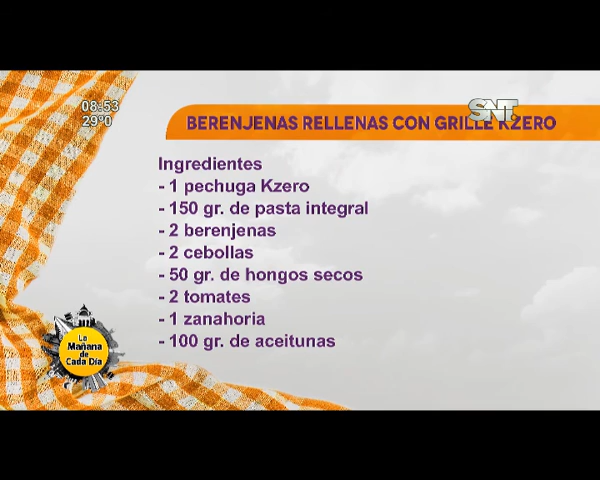 08:53
29º0
SNT.
BERENJENAS RELLENAS CON GRILLE KZERO
Ingredientes
- 1 pechuga Kzero
- 150 gr. de pasta integral
- 2 berenjenas
- 2 cebollas
- 50 gr. de hongos secos
- 2 tomates
- 1 zanahoria
- 100 gr. de aceitunas
La
Mañana
de
Cada Día